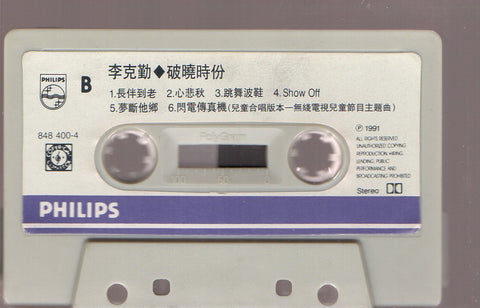 PHILIPS
B
李克勤◆破曉時份
1.長伴到老 2.心悲秋 3.跳舞波鞋 4.Show Off
5.夢斷他鄉 6.閃電傳真機(兒童合唱版本—無綫電視兒童節目主題曲)
848 400-4
PolyGram
Ⓟ 1991
ALL RIGHTS RESERVED
UNAUTHORIZED COPYING
REPRODUCTION, HIRING,
LENDING, PUBLIC
PERFORMANCE AND
BROADCASTING PROHIBITED
100 50 0
Stereo
PHILIPS